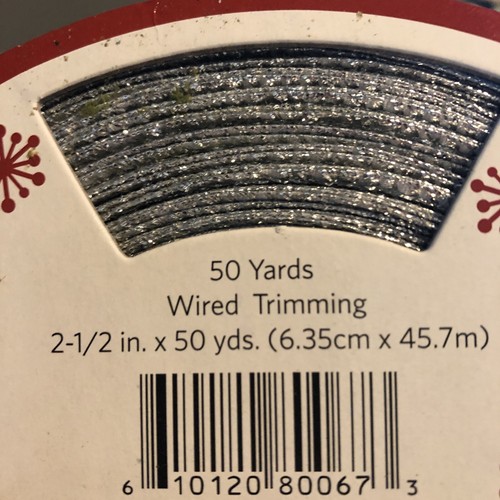 50 Yards
Wired Trimming
2-1/2 in. x 50 yds. (6.35cm x 45.7m)
6 10120 80067 3